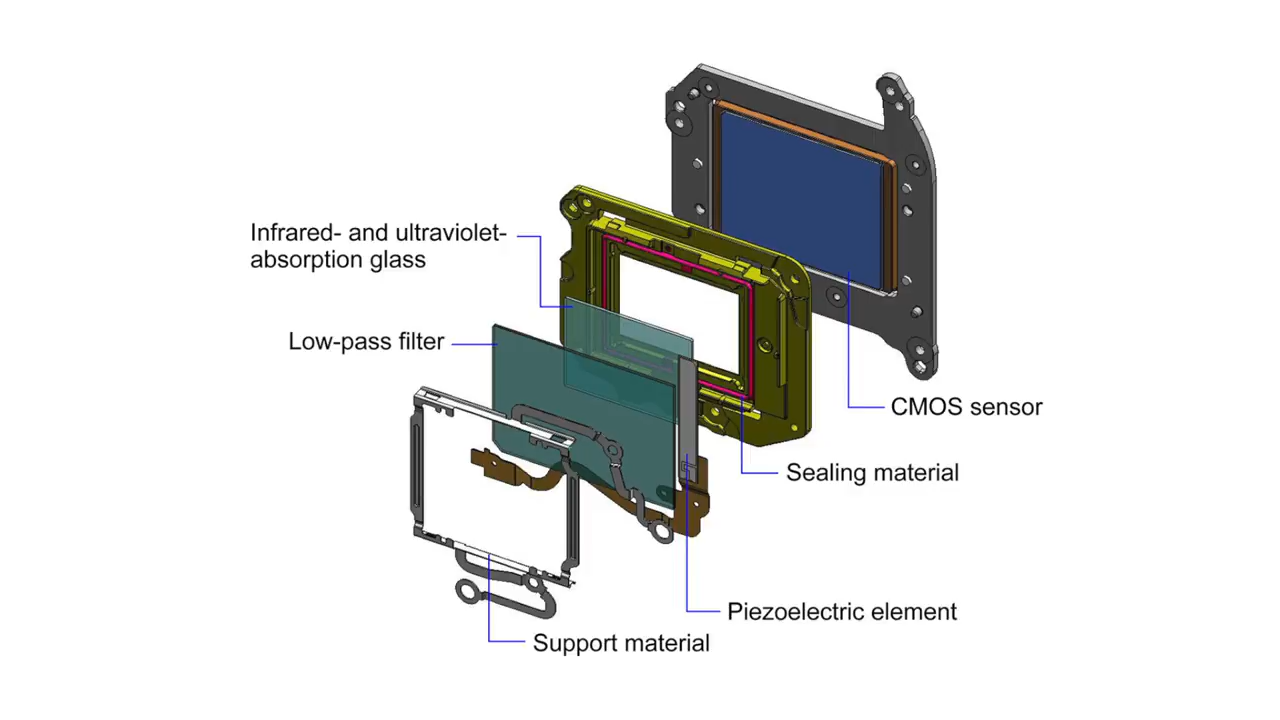 Infrared- and ultraviolet-
absorption glass
Low-pass filter
CMOS sensor
Sealing material
Piezoelectric element
Support material